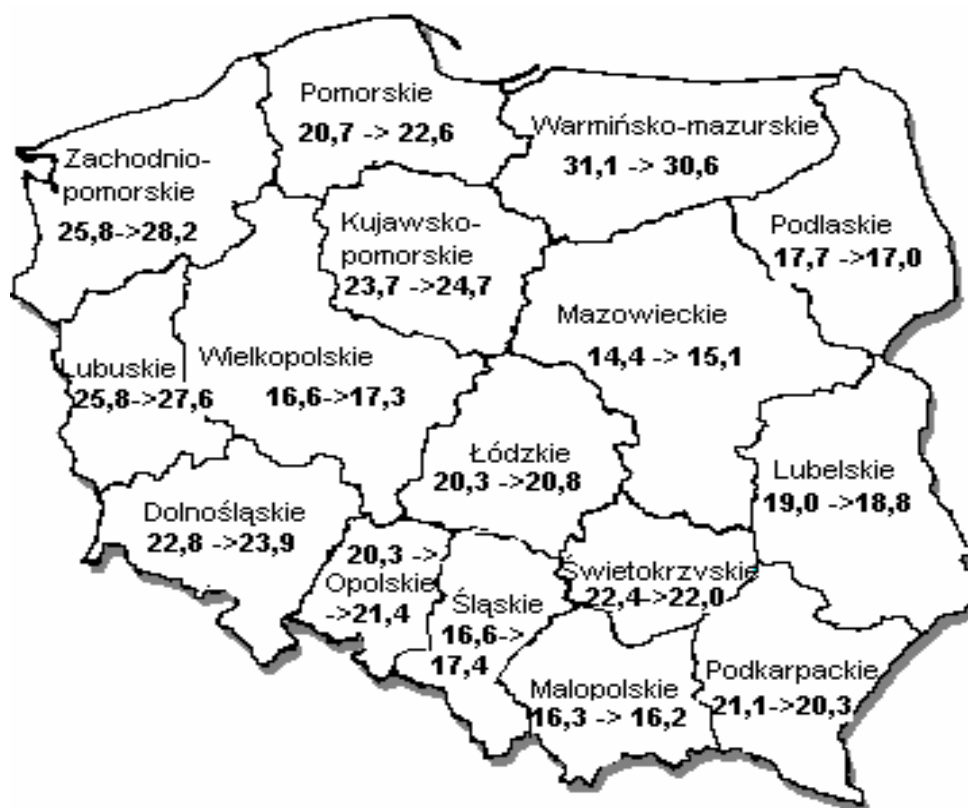 Pomorskie
20,7 -> 22,6
Warmińsko-mazurskie
31,1 -> 30,6
Zachodnio-
pomorskie
25,8->28,2
Kujawsko-
pomorskie
23,7 ->24,7
Podlaskie
17,7 ->17,0
Mazowieckie
14,4 -> 15,1
Lubuskie
25,8->27,6
Wielkopolskie
16,6->17,3
Łódzkie
20,3 ->20,8
Lubelskie
19,0 ->18,8
Dolnośląskie
22,8 ->23,9
20,3 ->
Opolskie
->21,4
Śląskie
16,6->
17,4
Świetokrzyskie
22,4->22,0
Malopolskie
16,3 -> 16,2
Podkarpackie
21,1->20,3